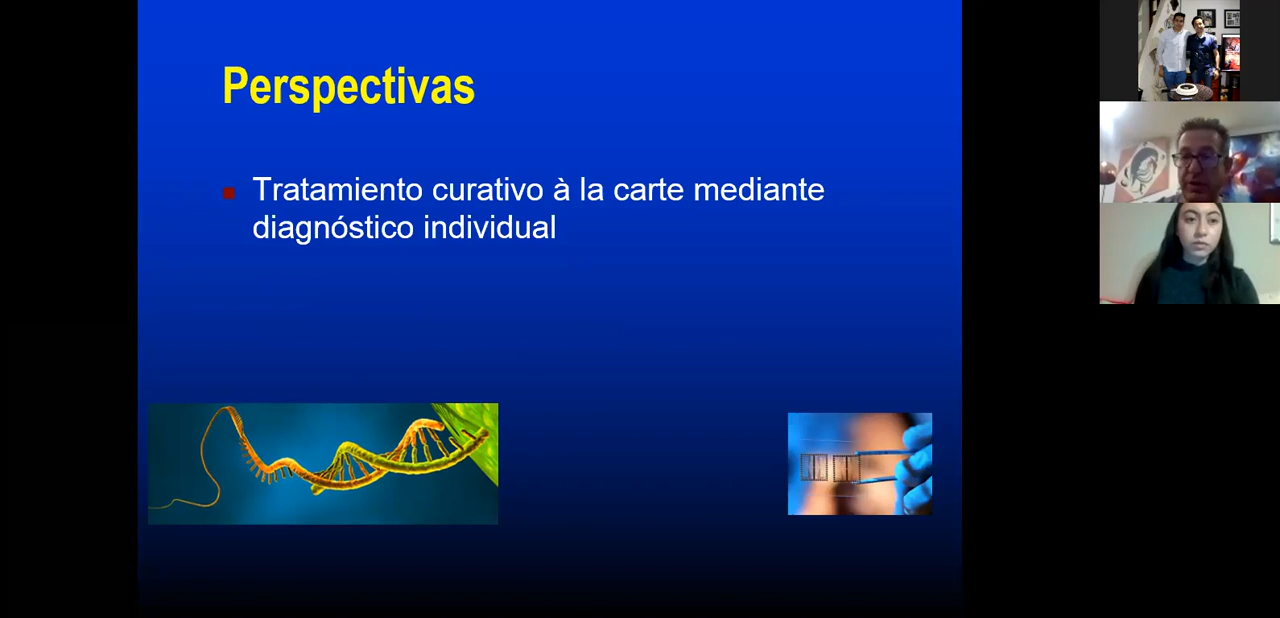 Perspectivas
Tratamiento curativo à la carte mediante
diagnóstico individual